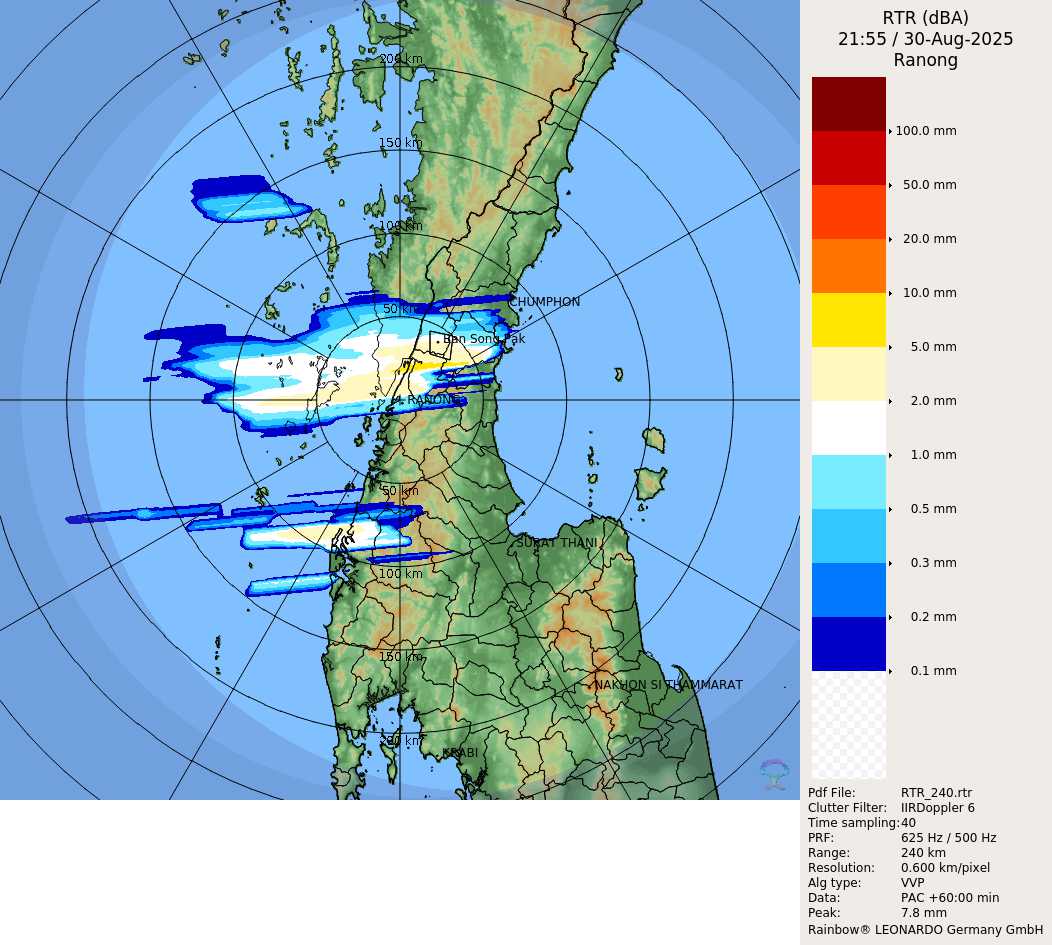 200 km
150 km
100 km
50 km
CHUMPHON
Ban Song Pak
RANONG
50 km
SURAT THANI
100 km
150 km
NAKHON SI THAMMARAT
200 km
KRABI
RTR (dBA)
21:55 / 30-Aug-2025
Ranong
100.0 mm
50.0 mm
20.0 mm
10.0 mm
5.0 mm
2.0 mm
1.0 mm
0.5 mm
0.3 mm
0.2 mm
0.1 mm
Pdf File: RTR_240.rtr
Clutter Filter: IIRDoppler 6
Time sampling:40
PRF: 625 Hz / 500 Hz
Range: 240 km
Resolution: 0.600 km/pixel
Alg type: VVP
Data: PAC +60:00 min
Peak: 7.8 mm
Rainbow® LEONARDO Germany GmbH